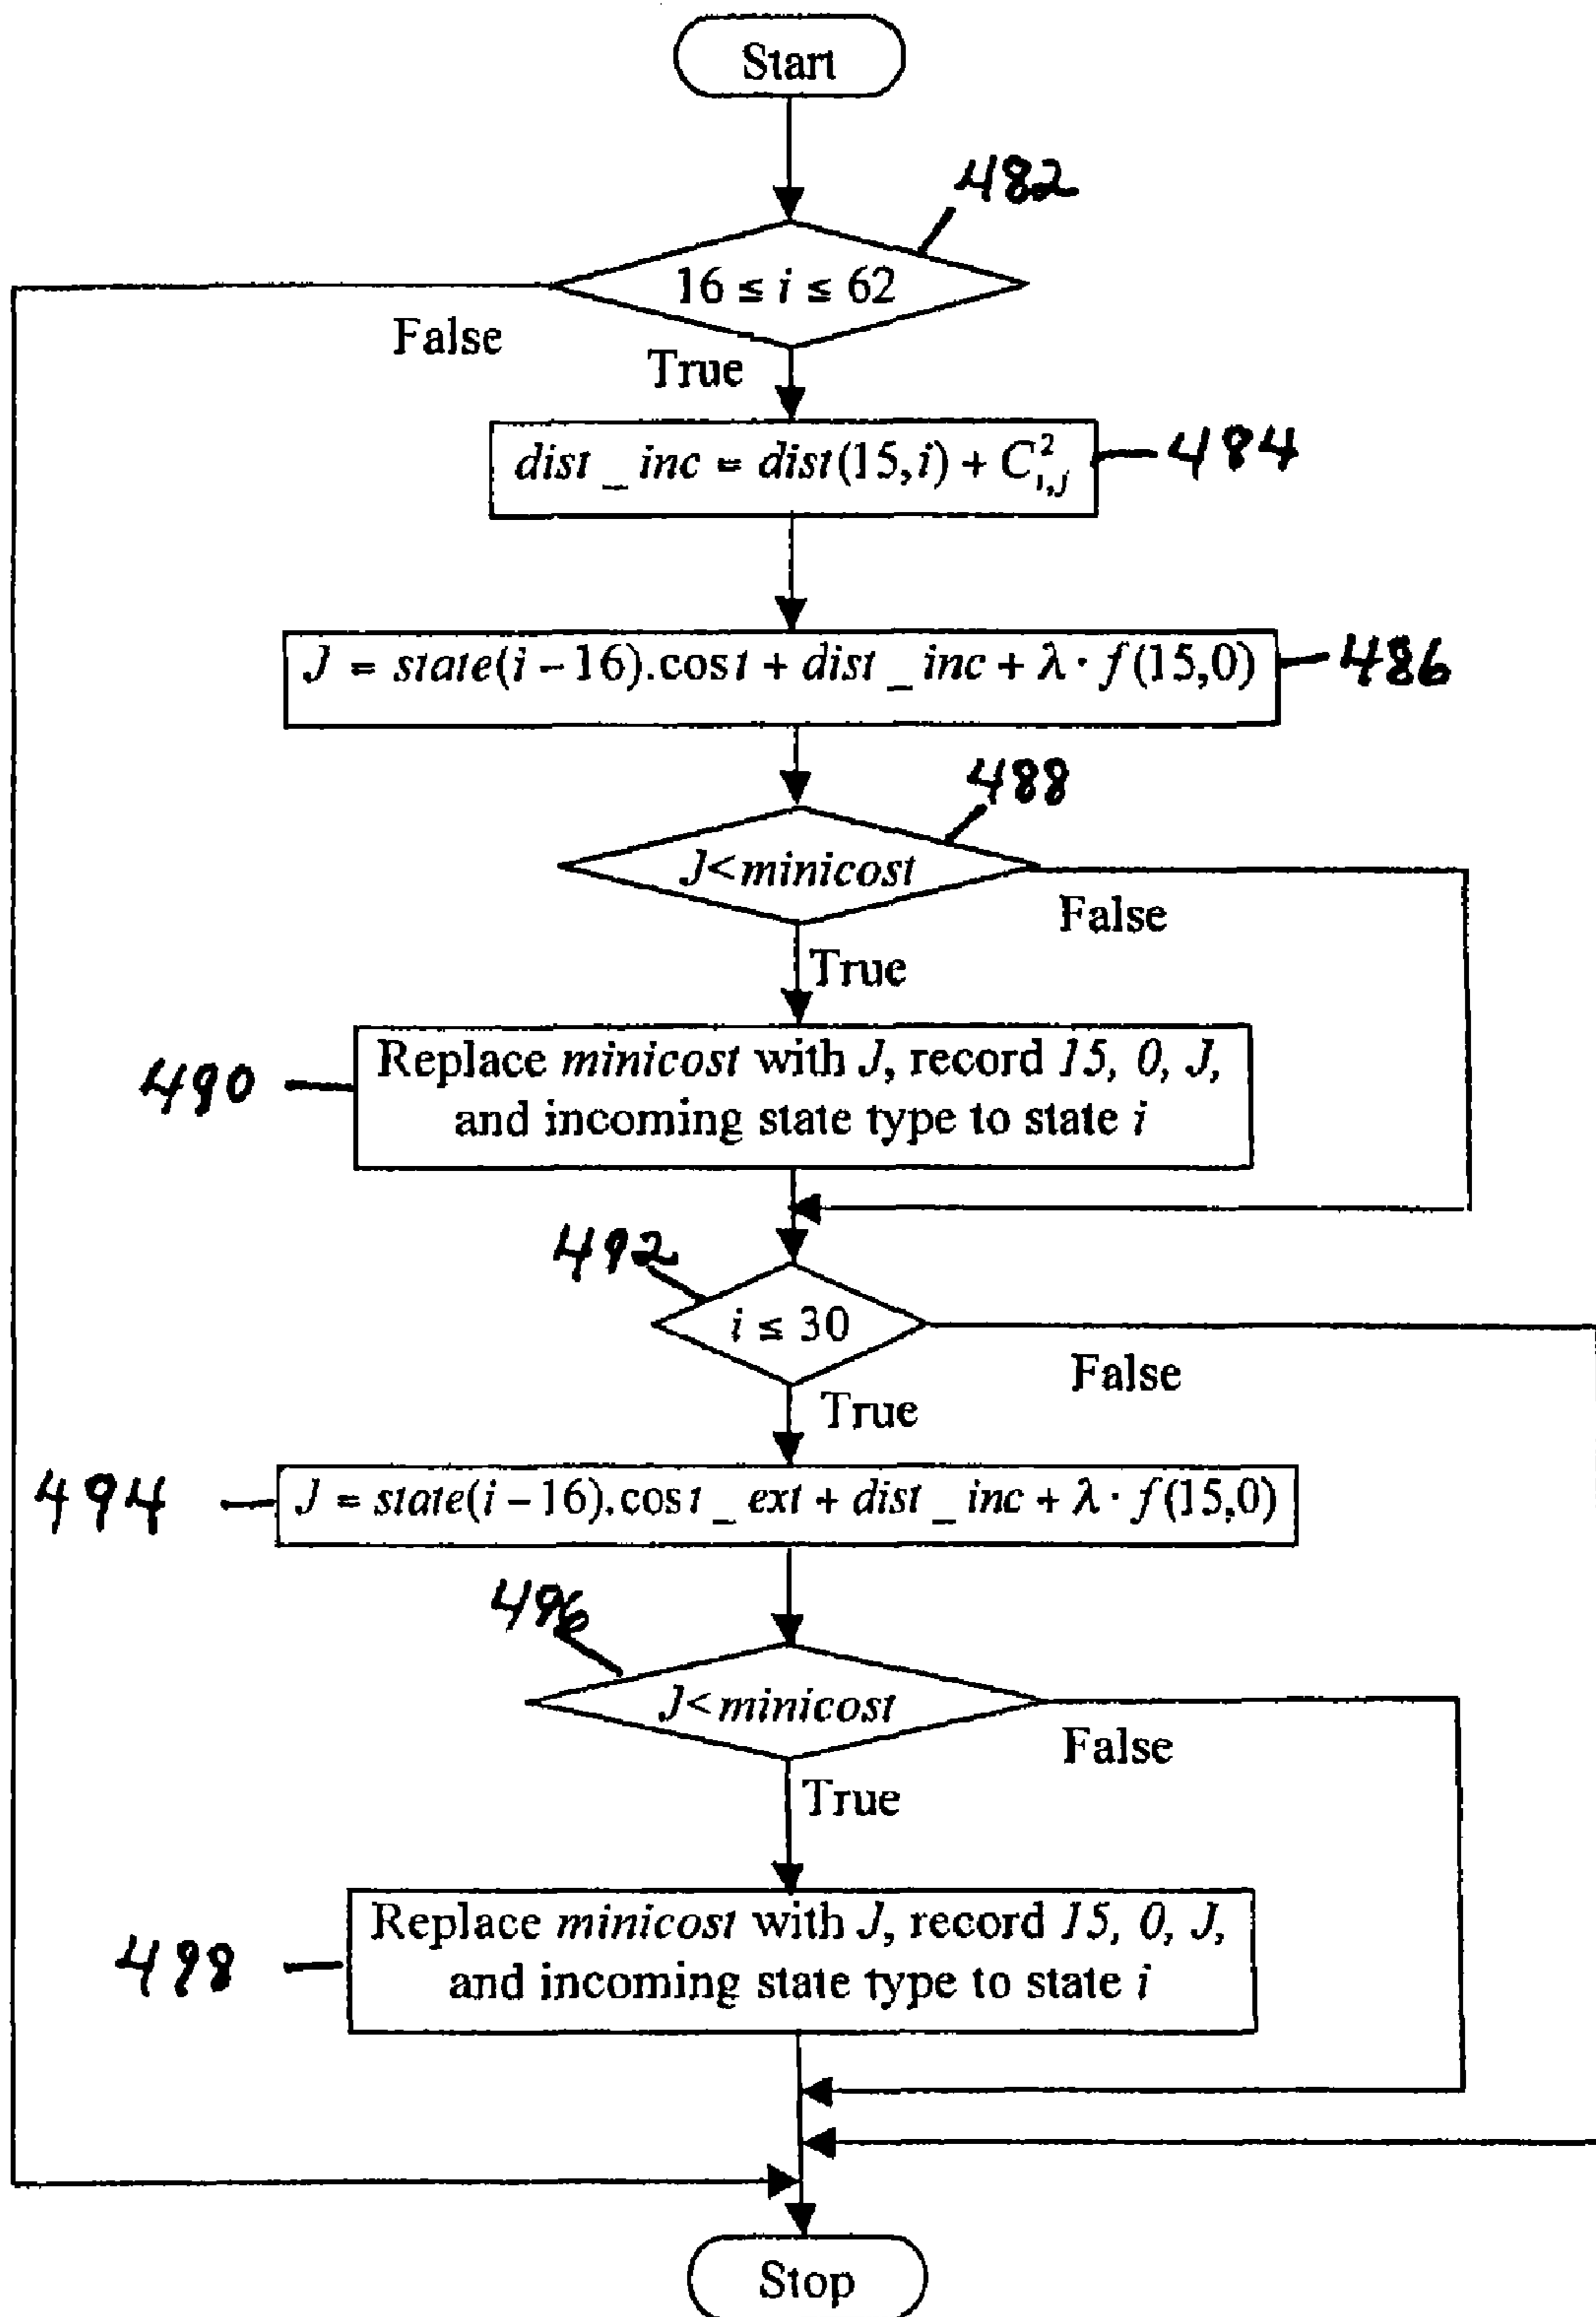 Start
482
16 ≤ i ≤ 62
False
True
dist _ inc = dist(15,i) + C²i,j
484
J = state(i − 16).cost + dist _ inc + λ · f(15,0)
486
488
J<minicost
False
True
490
Replace minicost with J, record 15, 0, J,
and incoming state type to state i
492
i ≤ 30
False
True
494
J = state(i − 16).cost _ ext + dist _ inc + λ · f(15,0)
496
J<minicost
False
True
498
Replace minicost with J, record 15, 0, J,
and incoming state type to state i
Stop